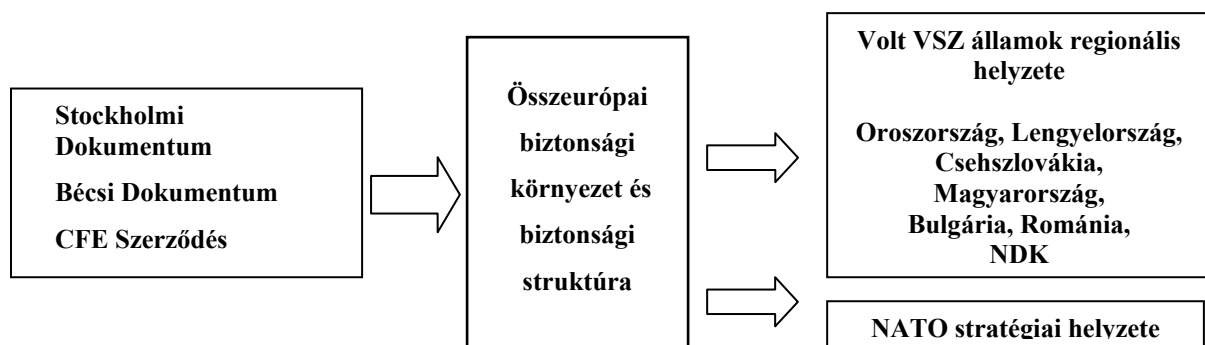 Stockholmi
Dokumentum
Bécsi Dokumentum
CFE Szerződés
Összeurópai
biztonsági
környezet és
biztonsági
struktúra
Volt VSZ államok regionális
helyzete
Oroszország, Lengyelország,
Csehszlovákia,
Magyarország,
Bulgária, Románia,
NDK
NATO stratégiai helyzete